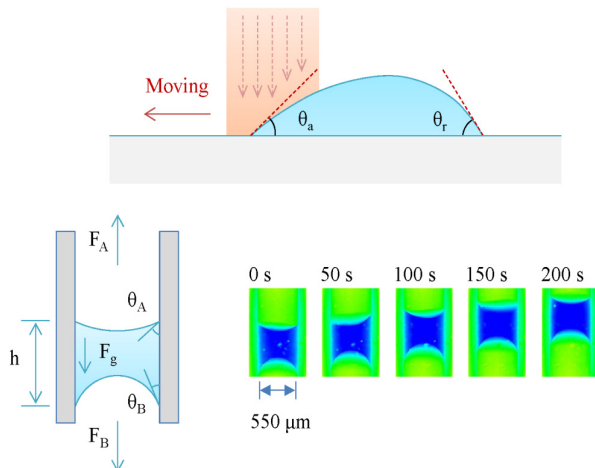 Moving
θa
θr
0 s 50 s 100 s 150 s 200 s
FA
θA
h
Fg
θB
FB
550 μm